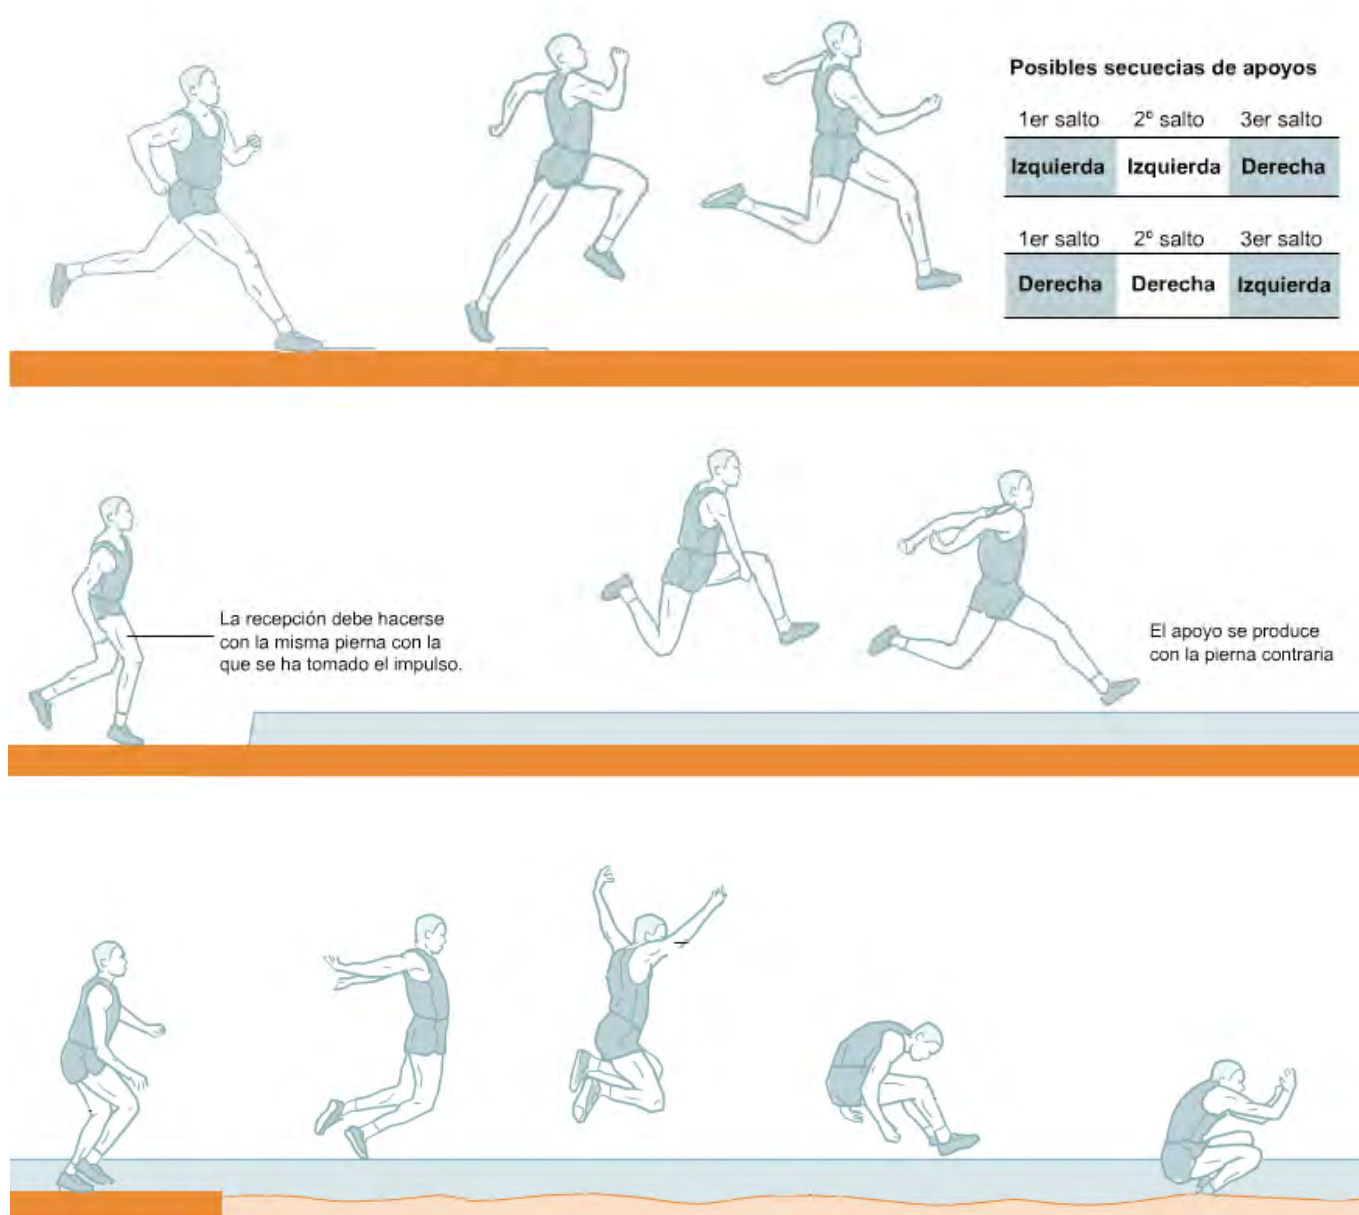 Posibles secuecias de apoyos
1er salto 2º salto 3er salto
Izquierda Izquierda Derecha
1er salto 2º salto 3er salto
Derecha Derecha Izquierda
La recepción debe hacerse
con la misma pierna con la
que se ha tomado el impulso.
El apoyo se produce
con la pierna contraria